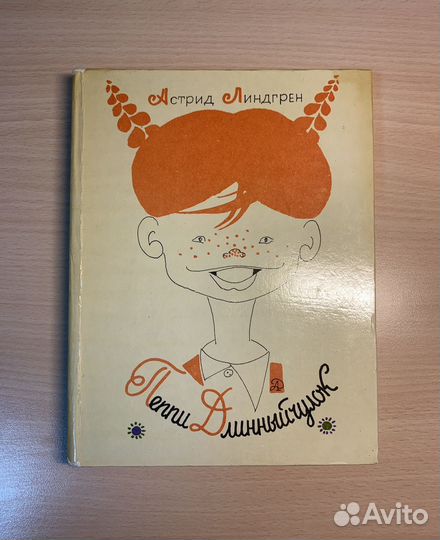 Астрид Линдгрен
Пеппи Длинныйчулок
Avito